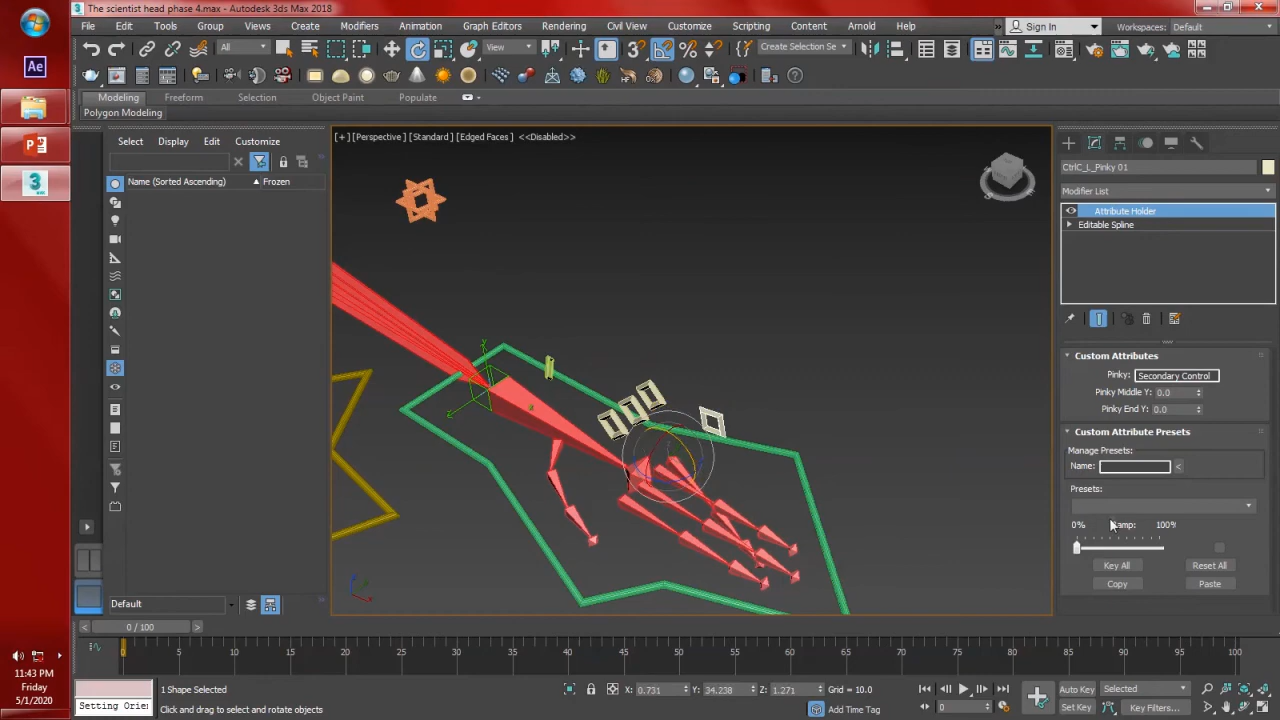 The scientist head phase 4.max - Autodesk 3ds Max 2018
File Edit Tools Group Views Create Modifiers Animation Graph Editors Rendering Civil View Customize Scripting Content Arnold Help
Sign In Workspaces: Default
All View Create Selection Se
Modeling Freeform Selection Object Paint Populate
Polygon Modeling
Select Display Edit Customize
Name (Sorted Ascending) Frozen
[+] [Perspective] [Standard] [Edged Faces] <<Disabled>>
CtrlC_L_Pinky 01
Modifier List
Attribute Holder
Editable Spline
Custom Attributes
Pinky: Secondary Control
Pinky Middle Y: 0.0
Pinky End Y: 0.0
Custom Attribute Presets
Manage Presets:
Name: <
Presets:
0% 100%
Key All Reset All
Copy Paste
Default
< 0 / 100 >
0 5 10 15 20 25 30 35 40 45 50 55 60 65 70 75 80 85 90 95 100
11:43 PM
Friday
5/1/2020
Ae
3
MAX
1 Shape Selected
Click and drag to select and rotate objects
Setting Orie
X: 0.731 Y: 34.238 Z: 1.271 Grid = 10.0
Add Time Tag
0
Auto Key Selected
Set Key Key Filters...